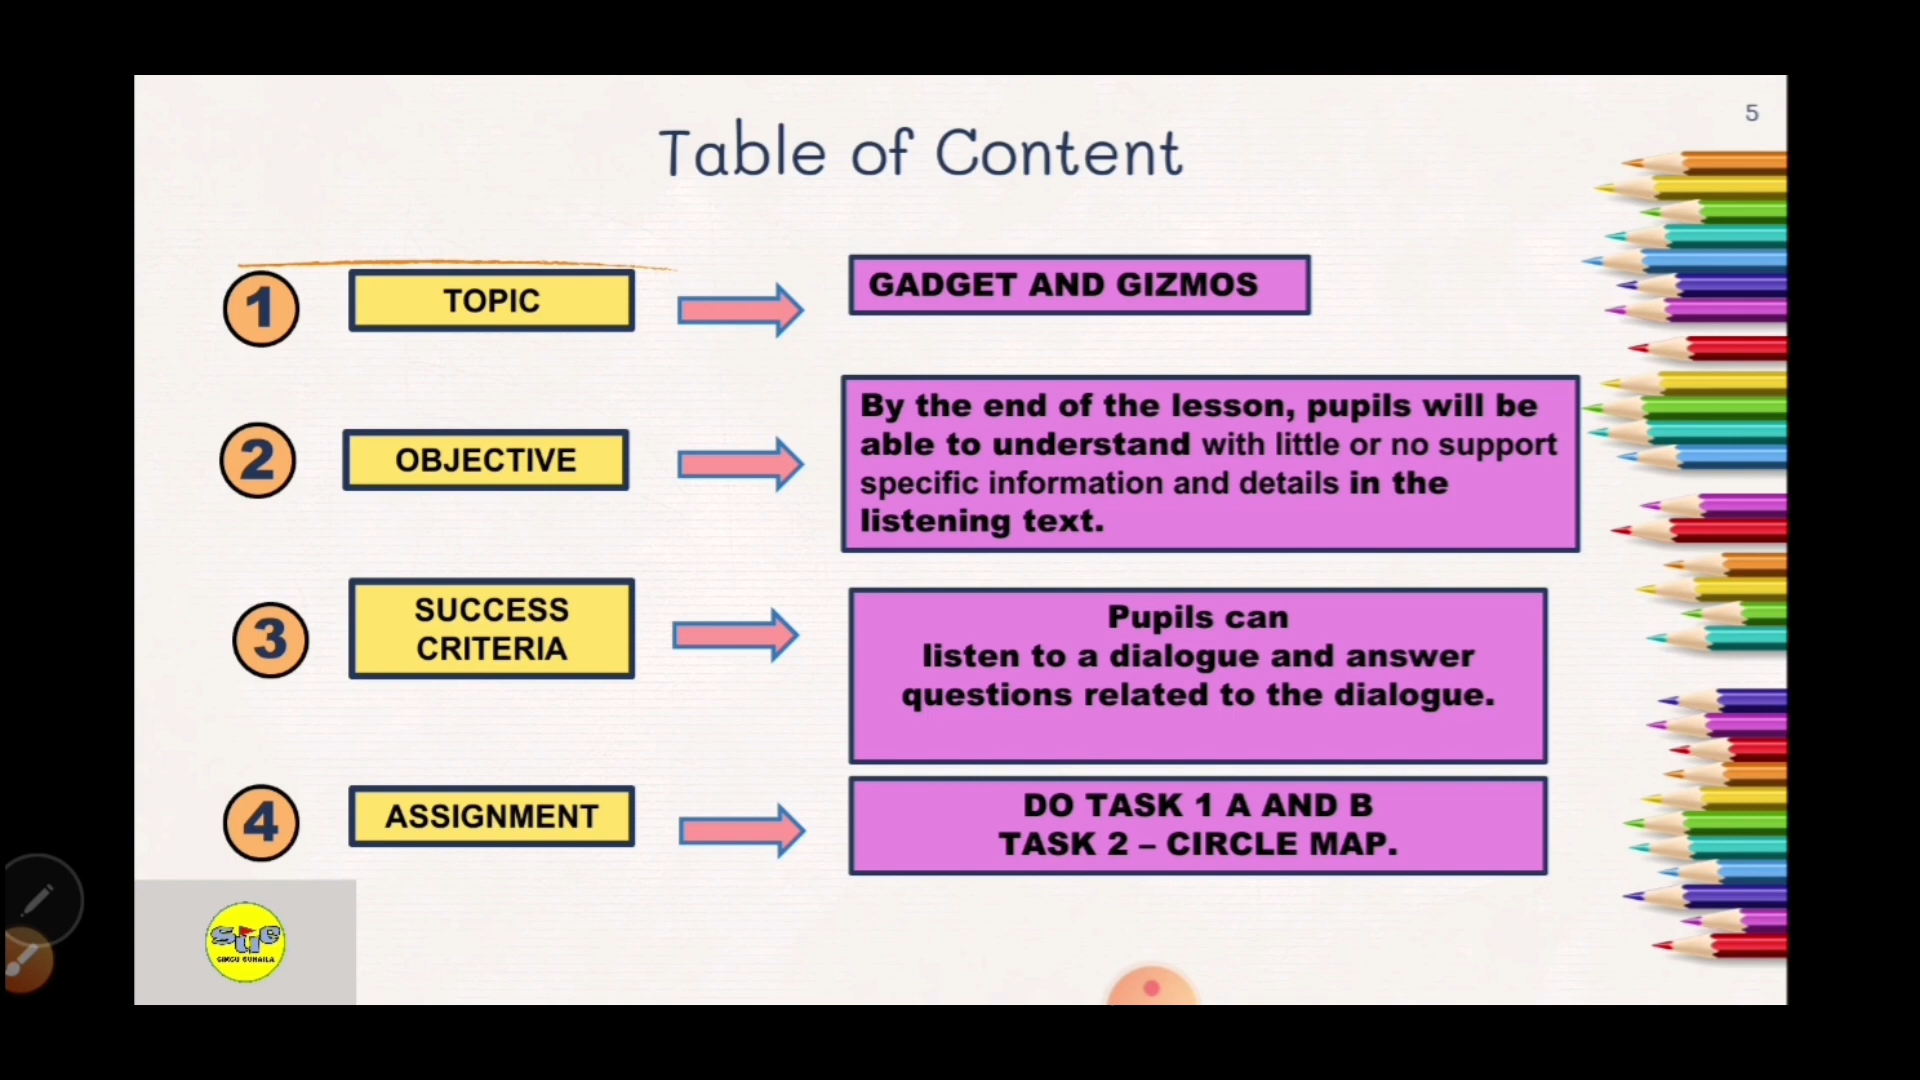 5
Table of Content
1
TOPIC
GADGET AND GIZMOS
2
OBJECTIVE
By the end of the lesson, pupils will be
able to understand with little or no support
specific information and details in the
listening text.
3
SUCCESS
CRITERIA
Pupils can
listen to a dialogue and answer
questions related to the dialogue.
4
ASSIGNMENT
DO TASK 1 A AND B
TASK 2 – CIRCLE MAP.
sue
CIKGU SUHAILA